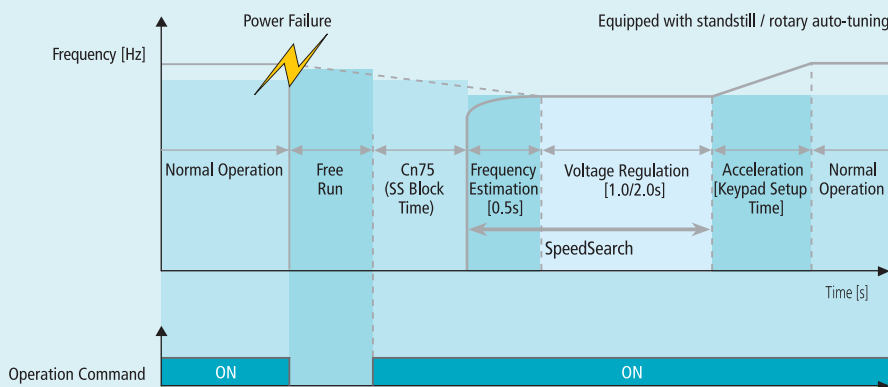 Power Failure
Equipped with standstill / rotary auto-tuning
Frequency [Hz]
Normal Operation
Free
Run
Cn75
(SS Block
Time)
Frequency
Estimation
[0.5s]
Voltage Regulation
[1.0/2.0s]
Acceleration
[Keypad Setup
Time]
Normal
Operation
SpeedSearch
Time [s]
Operation Command
ON
ON